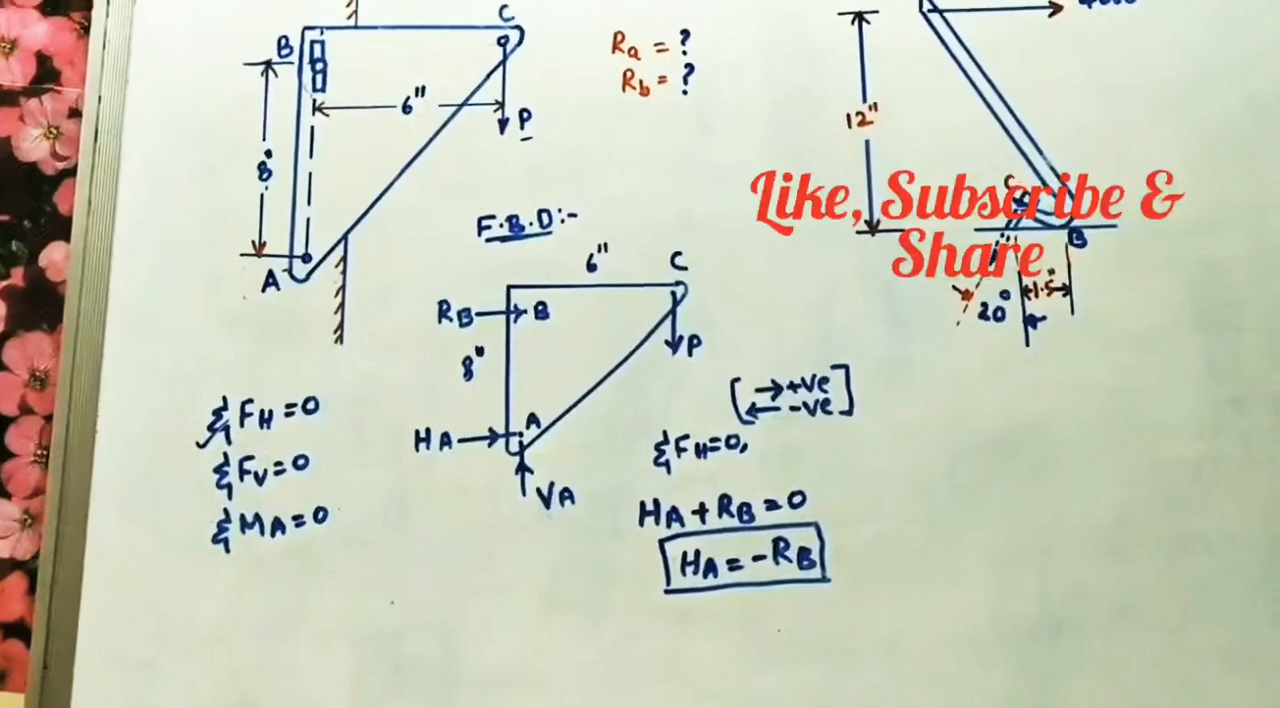 C
B
6"
P
8"
A
Ra = ?
Rb = ?
12"
C
B
20°
1.5"
Like, Subscribe &
Share
F.B.D:-
6"
C
RB
B
8"
P
HA
A
VA
ΣFH=0
ΣFV=0
ΣMA=0
[→+ve
←-ve]
ΣFH=0,
HA+RB=0
HA=-RB